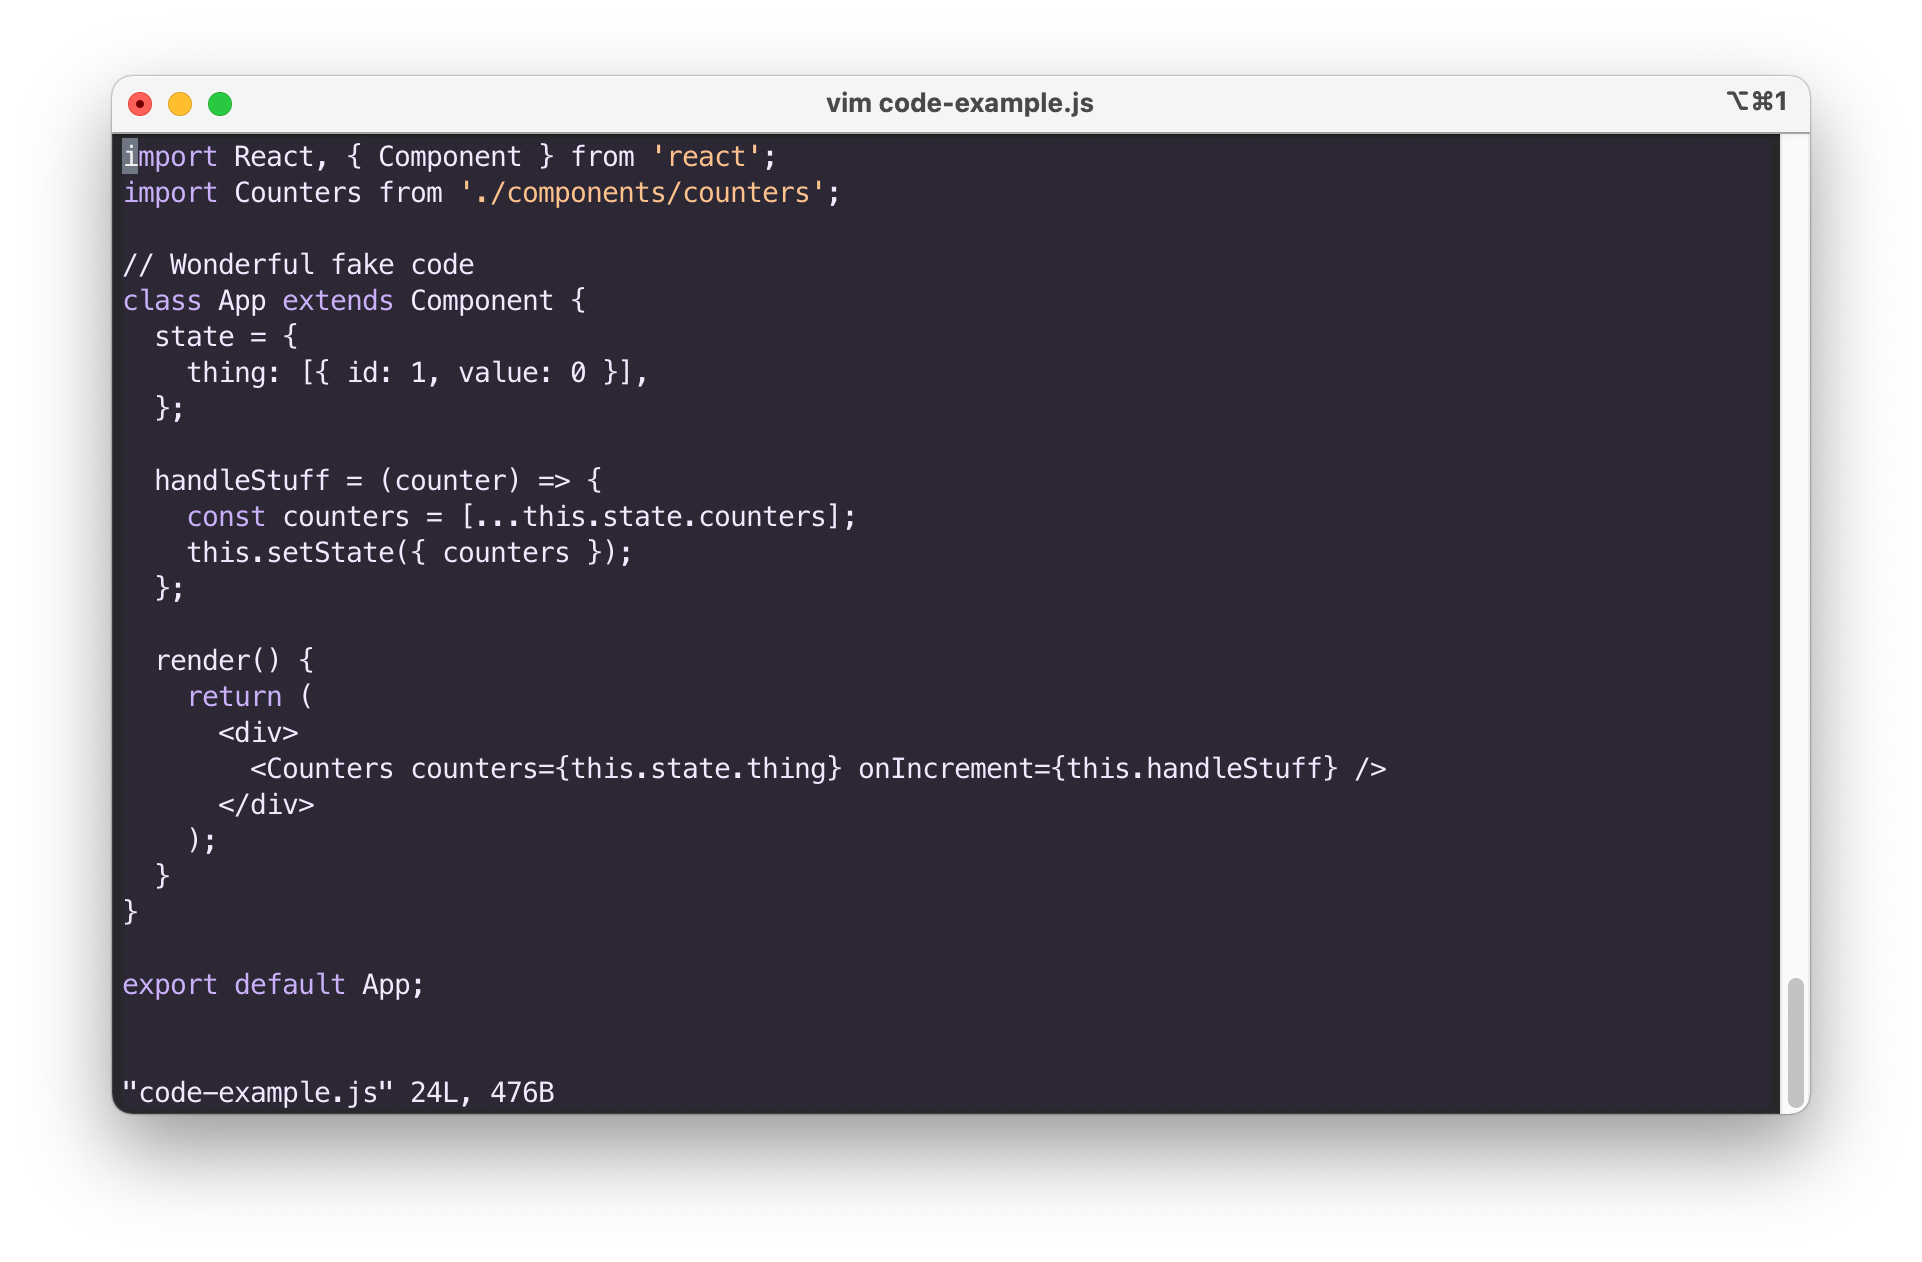 vim code-example.js
⌥⌘1
import React, { Component } from 'react';
import Counters from './components/counters';

// Wonderful fake code
class App extends Component {
  state = {
    thing: [{ id: 1, value: 0 }],
  };

  handleStuff = (counter) => {
    const counters = [...this.state.counters];
    this.setState({ counters });
  };

  render() {
    return (
      <div>
        <Counters counters={this.state.thing} onIncrement={this.handleStuff} />
      </div>
    );
  }
}

export default App;

"code-example.js" 24L, 476B